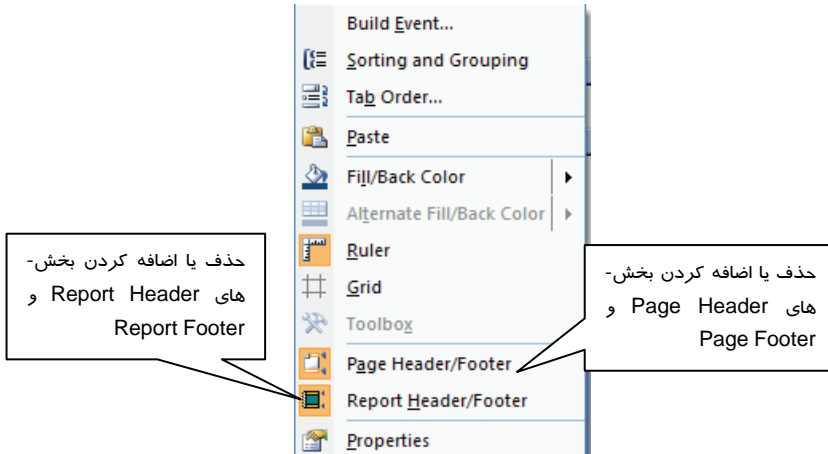 Build Event...
Sorting and Grouping
Tab Order...
Paste
Fill/Back Color
Alternate Fill/Back Color
Ruler
Grid
Toolbox
Page Header/Footer
Report Header/Footer
Properties
حذف یا اضافه کردن بخش-
های Report Header و
Report Footer
حذف یا اضافه کردن بخش-
های Page Header و
Page Footer